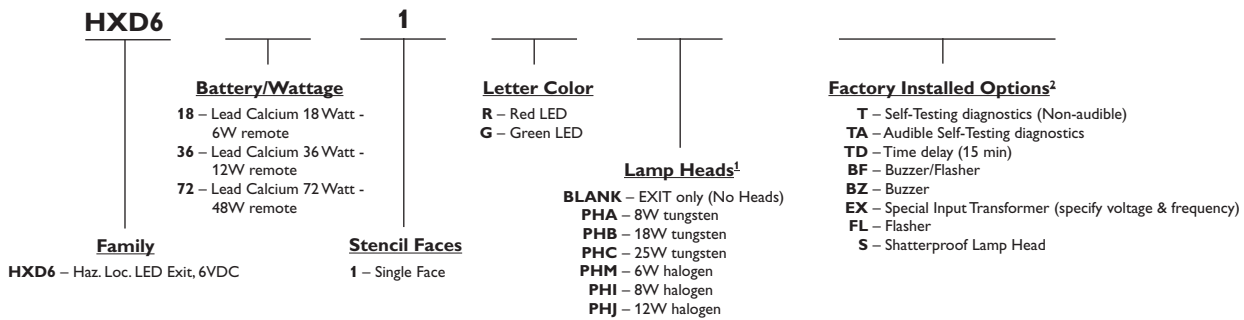 HXD6 1
Battery/Wattage
18 – Lead Calcium 18 Watt -
6W remote
36 – Lead Calcium 36 Watt -
12W remote
72 – Lead Calcium 72 Watt -
48W remote
Letter Color
R – Red LED
G – Green LED
Factory Installed Options²
T – Self-Testing diagnostics (Non-audible)
TA – Audible Self-Testing diagnostics
TD – Time delay (15 min)
BF – Buzzer/Flasher
BZ – Buzzer
EX – Special Input Transformer (specify voltage & frequency)
FL – Flasher
S – Shatterproof Lamp Head
Lamp Heads¹
BLANK – EXIT only (No Heads)
PHA – 8W tungsten
PHB – 18W tungsten
PHC – 25W tungsten
PHM – 6W halogen
PHI – 8W halogen
PHJ – 12W halogen
Family
HXD6 – Haz. Loc. LED Exit, 6VDC
Stencil Faces
1 – Single Face